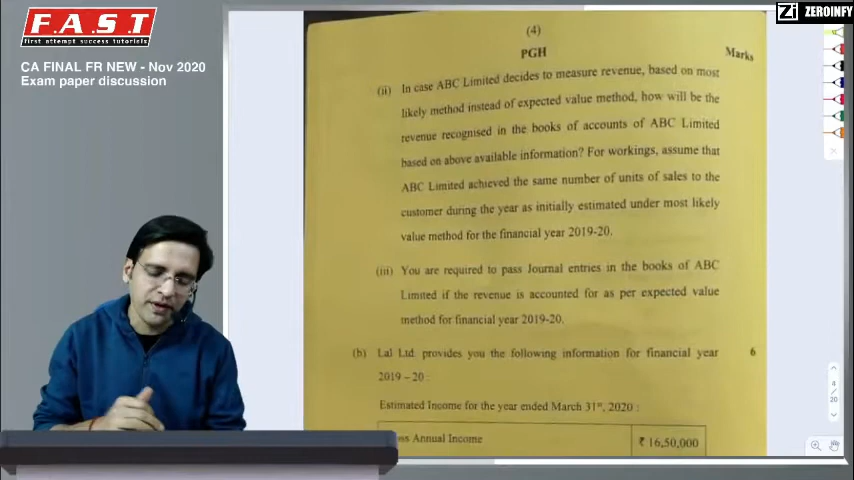 F.A.S.T
first attempt success tutorials
CA FINAL FR NEW - Nov 2020
Exam paper discussion
Zi ZEROINFY
(4)
PGH
Marks
(ii) In case ABC Limited decides to measure revenue, based on most
likely method instead of expected value method, how will be the
revenue recognised in the books of accounts of ABC Limited
based on above available information? For workings, assume that
ABC Limited achieved the same number of units of sales to the
customer during the year as initially estimated under most likely
value method for the financial year 2019-20.
(iii) You are required to pass Journal entries in the books of ABC
Limited if the revenue is accounted for as per expected value
method for financial year 2019-20.
(b) Lal Ltd. provides you the following information for financial year 6
2019 – 20 :
Estimated Income for the year ended March 31st, 2020 :
ss Annual Income ₹ 16,50,000
4
/
20